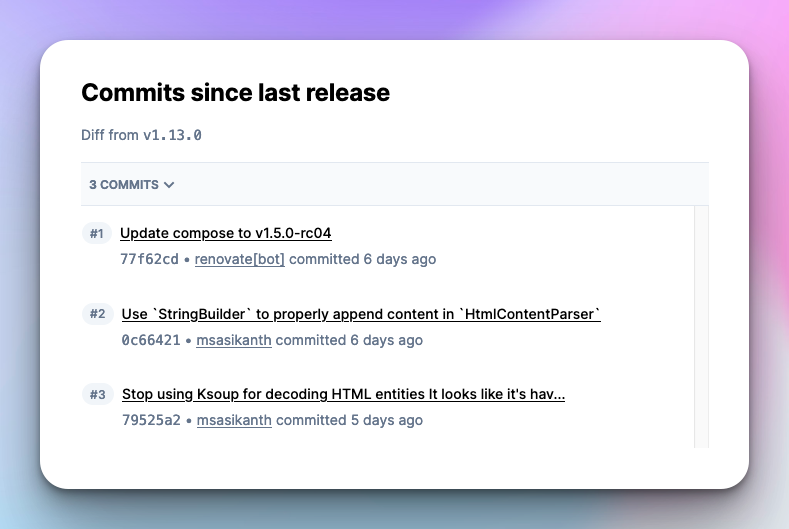 Commits since last release
Diff from v1.13.0
3 COMMITS
#1 Update compose to v1.5.0-rc04
77f62cd • renovate[bot] committed 6 days ago
#2 Use `StringBuilder` to properly append content in `HtmlContentParser`
0c66421 • msasikanth committed 6 days ago
#3 Stop using Ksoup for decoding HTML entities It looks like it's hav...
79525a2 • msasikanth committed 5 days ago